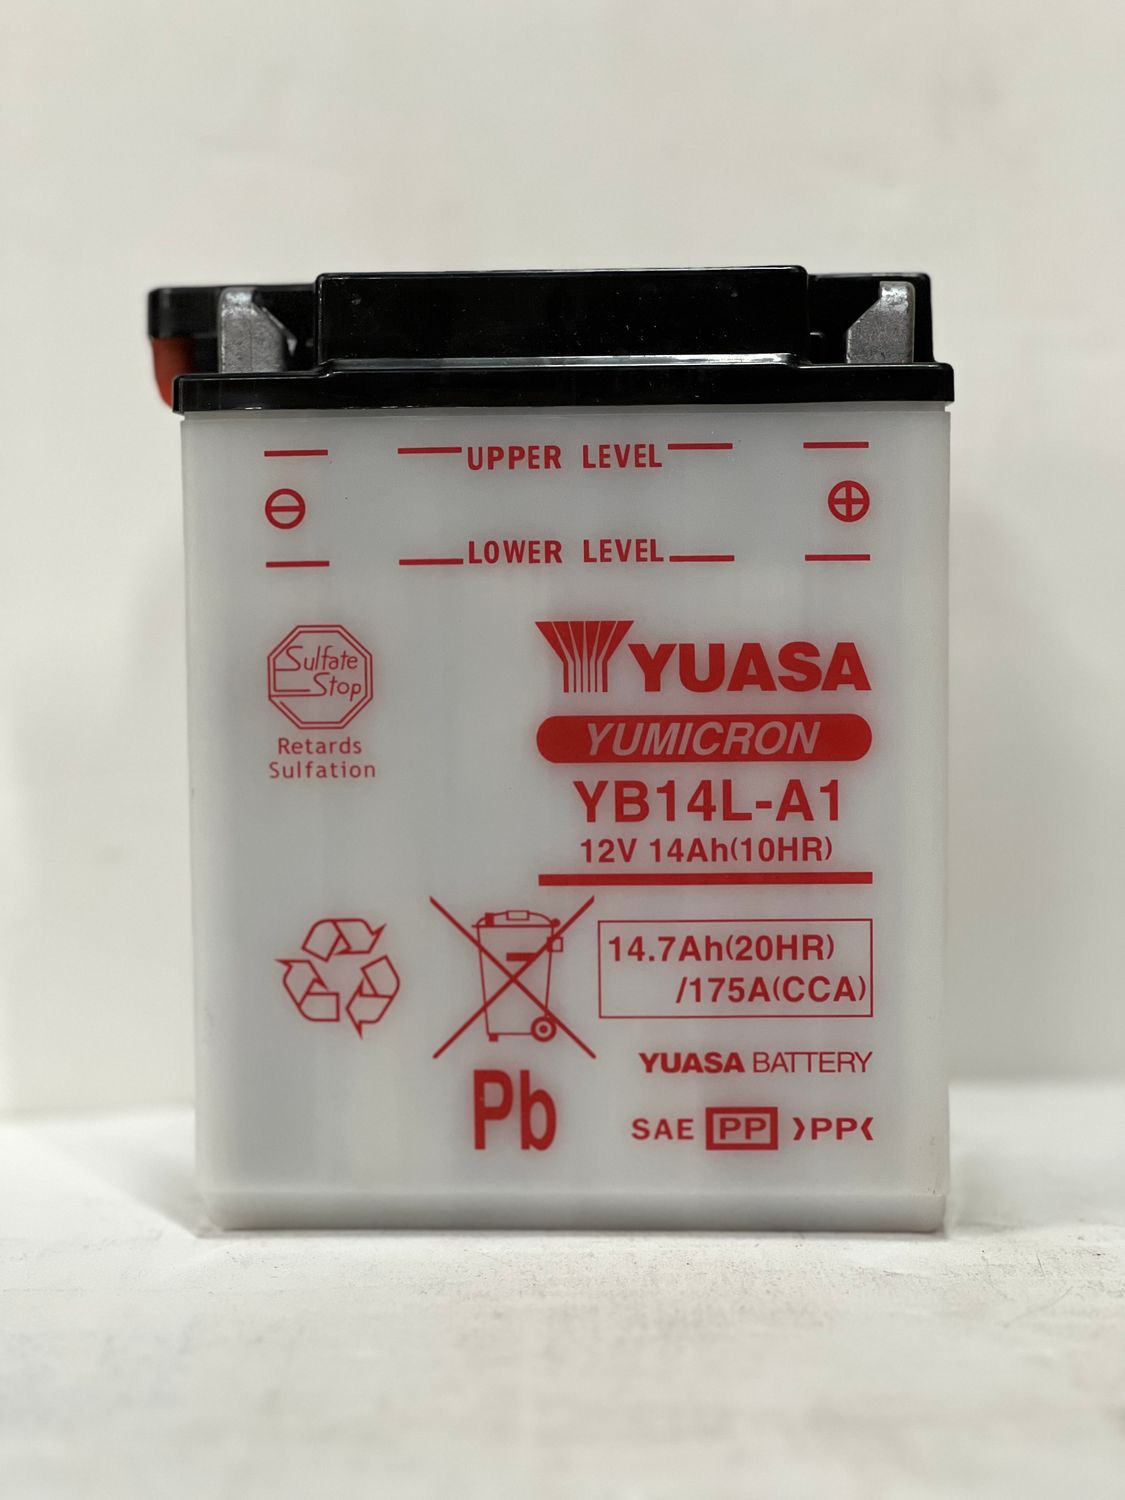 UPPER LEVEL
LOWER LEVEL
Sulfate
Stop
Retards
Sulfation
YUASA
YUMICRON
YB14L-A1
12V 14Ah(10HR)
14.7Ah(20HR)
/175A(CCA)
Pb
YUASA BATTERY
SAE PP >PP<